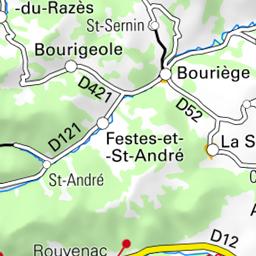 -du-Razès
St-Sernin
Bourigeole
Bouriège
D421
D52
D121
Festes-et-
-St-André
La S
St-André
D12
Rouvenac